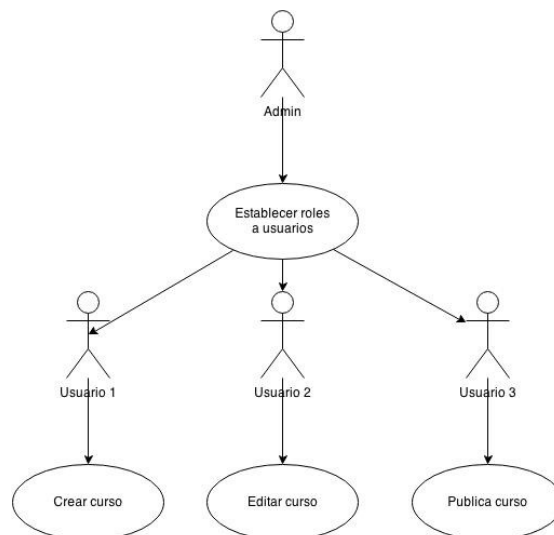 Admin
Establecer roles
a usuarios
Usuario 1
Usuario 2
Usuario 3
Crear curso
Editar curso
Publica curso